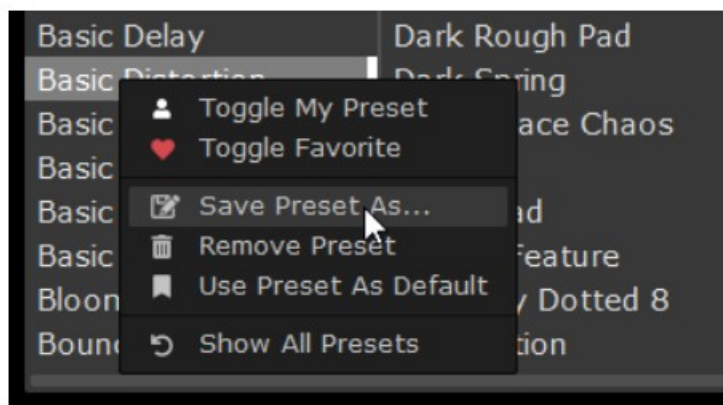 Basic Delay
Dark Rough Pad
Basic Distortion
Dark Spring
Basic
ace Chaos
Basic
Basic
ad
Basic
Feature
Bloon
y Dotted 8
Boun
tion
Toggle My Preset
Toggle Favorite
Save Preset As...
Remove Preset
Use Preset As Default
Show All Presets